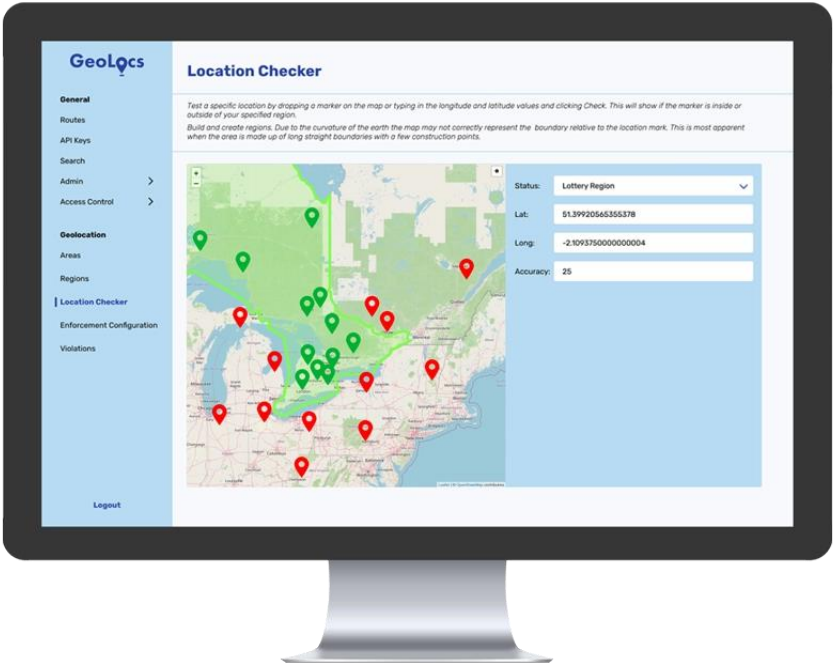 GeoLocs
General
Routes
API Keys
Search
Admin
Access Control
Geolocation
Areas
Regions
Location Checker
Enforcement Configuration
Violations
Logout
Location Checker
Test a specific location by dropping a marker on the map or typing in the longitude and latitude values and clicking Check. This will show if the marker is inside or
outside of your specified region.
Build and create regions. Due to the curvature of the earth the map may not correctly represent the boundary relative to the location mark. This is most apparent
when the area is made up of long straight boundaries with a few construction points.
+
−
Status: Lottery Region
Lat: 51.39920565355378
Long: -2.1093750000000004
Accuracy: 25